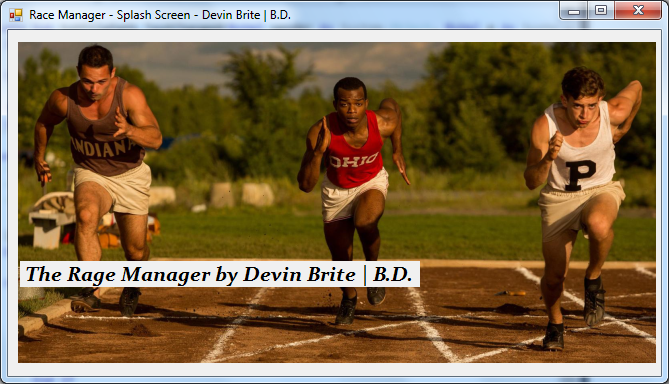 Race Manager - Splash Screen - Devin Brite | B.D.
INDIANA
OHIO
P
The Rage Manager by Devin Brite | B.D.